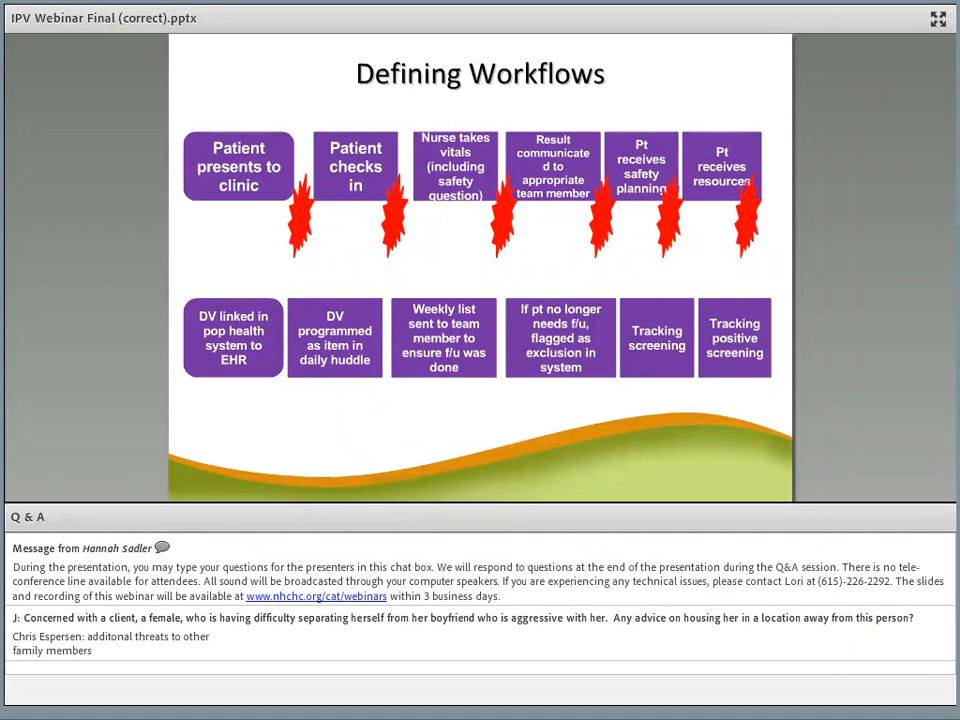 IPV Webinar Final (correct).pptx
Defining Workflows
Patient
presents to
clinic
Patient
checks
in
Nurse takes
vitals
(including
safety
question)
Result
communicate
d to
appropriate
team member
Pt
receives
safety
planning
Pt
receives
resources
DV linked in
pop health
system to
EHR
DV
programmed
as item in
daily huddle
Weekly list
sent to team
member to
ensure f/u was
done
If pt no longer
needs f/u,
flagged as
exclusion in
system
Tracking
screening
Tracking
positive
screening
Q & A
Message from Hannah Sadler
During the presentation, you may type your questions for the presenters in this chat box. We will respond to questions at the end of the presentation during the Q&A session. There is no tele-
conference line available for attendees. All sound will be broadcasted through your computer speakers. If you are experiencing any technical issues, please contact Lori at (615)-226-2292. The slides
and recording of this webinar will be available at www.nhchc.org/cat/webinars within 3 business days.
J: Concerned with a client, a female, who is having difficulty separating herself from her boyfriend who is aggressive with her. Any advice on housing her in a location away from this person?
Chris Espersen: additonal threats to other
family members